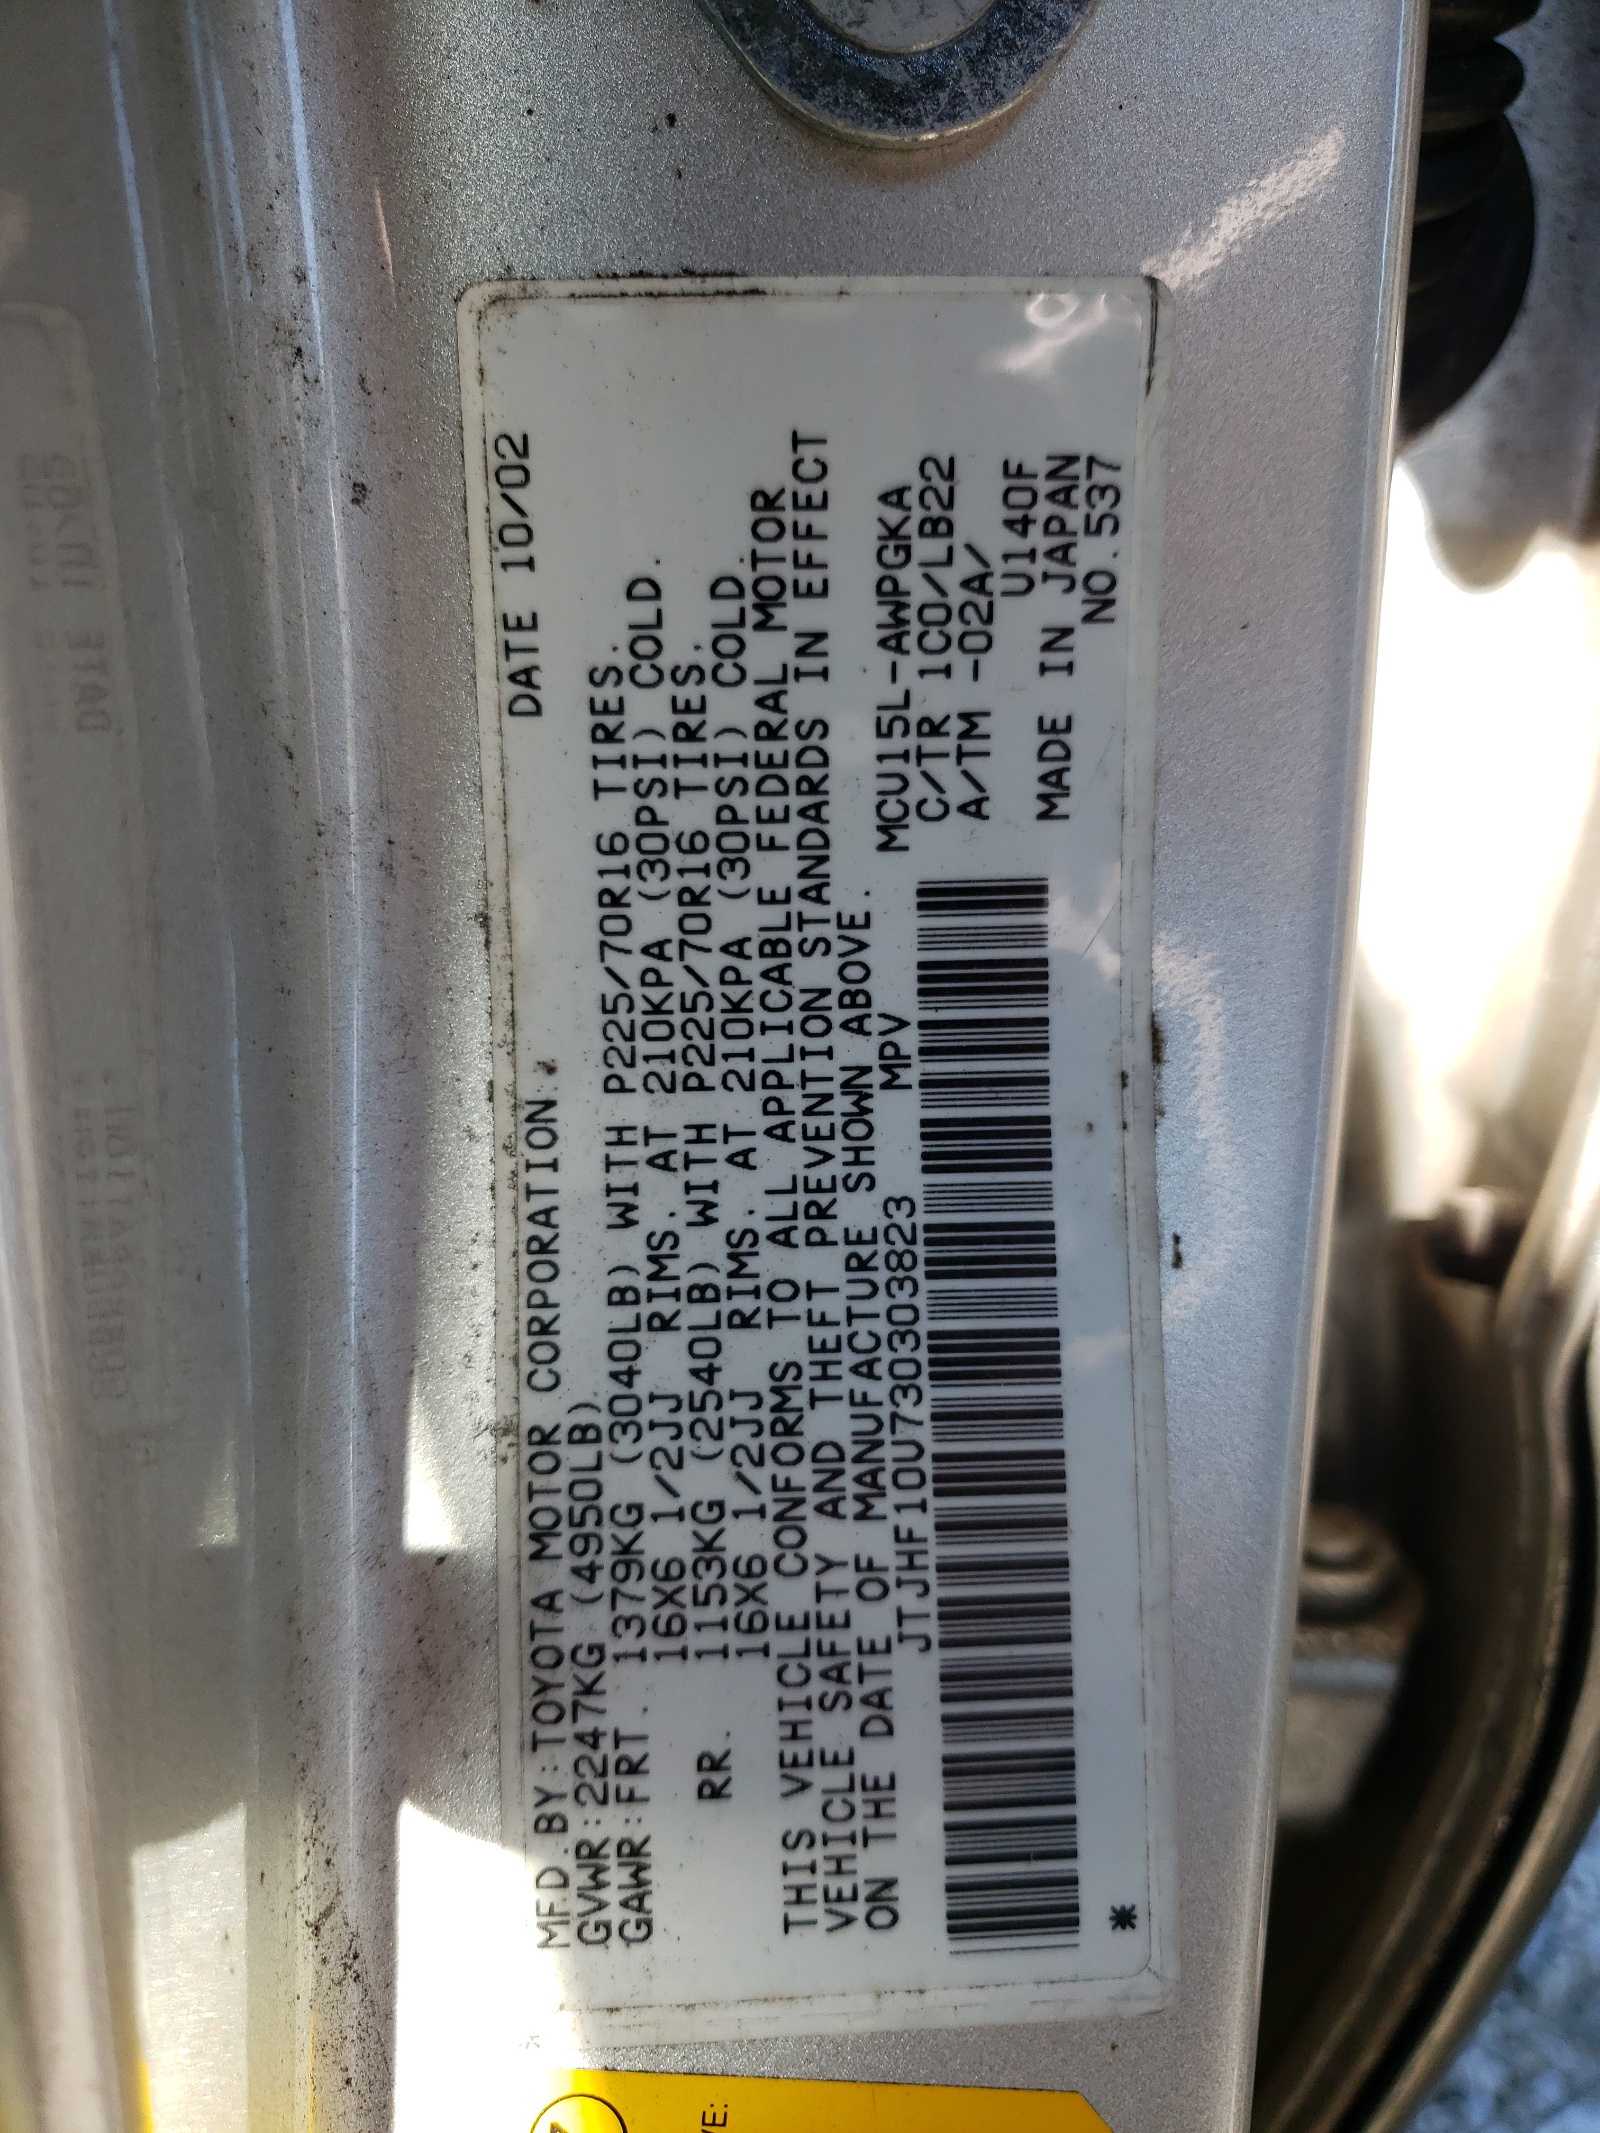 MFD.BY:TOYOTA MOTOR CORPORATION. DATE 10/02
GVWR:2247KG (4950LB)
GAWR:FRT. 1379KG (3040LB) WITH P225/70R16 TIRES.
16X6 1/2JJ RIMS. AT 210KPA (30PSI) COLD.
RR. 1153KG (2540LB) WITH P225/70R16 TIRES.
16X6 1/2JJ RIMS. AT 210KPA (30PSI) COLD.
THIS VEHICLE CONFORMS TO ALL APPLICABLE FEDERAL MOTOR
VEHICLE SAFETY AND THEFT PREVENTION STANDARDS IN EFFECT
ON THE DATE OF MANUFACTURE SHOWN ABOVE.
JTJHF10U730303823 MPV
MCU15L-AWPGKA
C/TR 1C0/LB22
A/TM -02A/
U140F
MADE IN JAPAN
NO.537
*